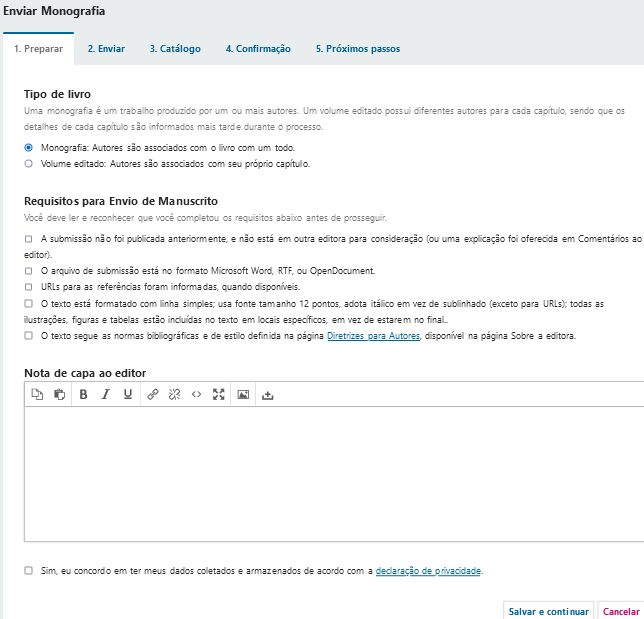 Enviar Monografia
1. Preparar 2. Enviar 3. Catálogo 4. Confirmação 5. Próximos passos
Tipo de livro
Uma monografia é um trabalho produzido por um ou mais autores. Um volume editado possui diferentes autores para cada capítulo, sendo que os
detalhes de cada capítulo são informados mais tarde durante o processo.
Monografia: Autores são associados com o livro com um todo.
Volume editado: Autores são associados com seu próprio capítulo.
Requisitos para Envio de Manuscrito
Você deve ler e reconhecer que você completou os requisitos abaixo antes de prosseguir.
A submissão não foi publicada anteriormente, e não está em outra editora para consideração (ou uma explicação foi oferecida em Comentários ao
editor).
O arquivo de submissão está no formato Microsoft Word, RTF, ou OpenDocument.
URLs para as referências foram informadas, quando disponíveis.
O texto está formatado com linha simples; usa fonte tamanho 12 pontos, adota itálico em vez de sublinhado (exceto para URLs); todas as
ilustrações, figuras e tabelas estão incluídas no texto em locais específicos, em vez de estarem no final..
O texto segue as normas bibliográficas e de estilo definida na página Diretrizes para Autores, disponível na página Sobre a editora.
Nota de capa ao editor
B I U
Sim, eu concordo em ter meus dados coletados e armazenados de acordo com a declaração de privacidade.
Salvar e continuar Cancelar